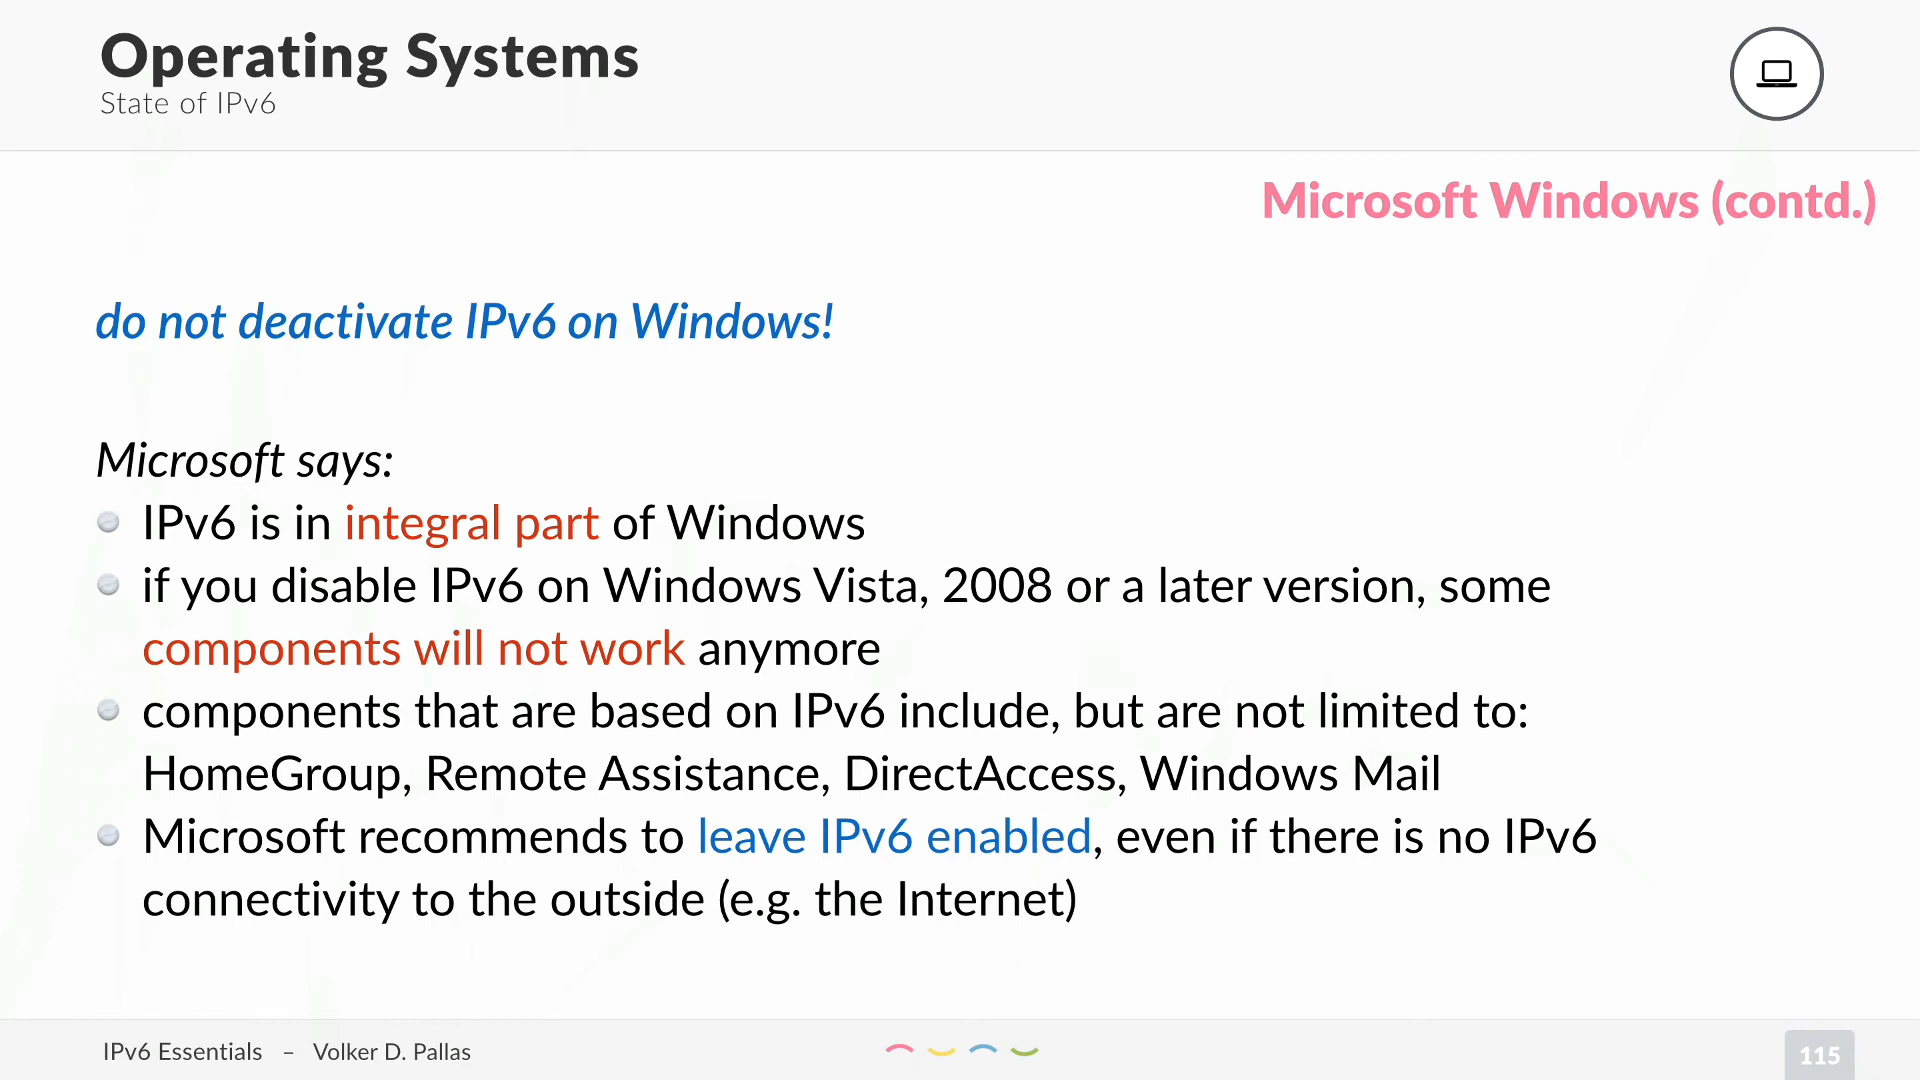 Operating Systems
State of IPv6
Microsoft Windows (contd.)
do not deactivate IPv6 on Windows!
Microsoft says:
IPv6 is in integral part of Windows
if you disable IPv6 on Windows Vista, 2008 or a later version, some
components will not work anymore
components that are based on IPv6 include, but are not limited to:
HomeGroup, Remote Assistance, DirectAccess, Windows Mail
Microsoft recommends to leave IPv6 enabled, even if there is no IPv6
connectivity to the outside (e.g. the Internet)
IPv6 Essentials – Volker D. Pallas
115